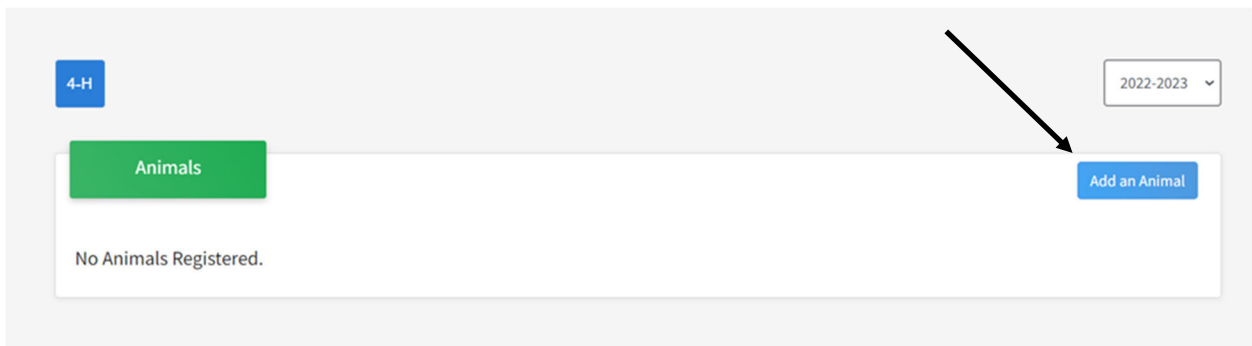 4-H
2022-2023
Animals
Add an Animal
No Animals Registered.